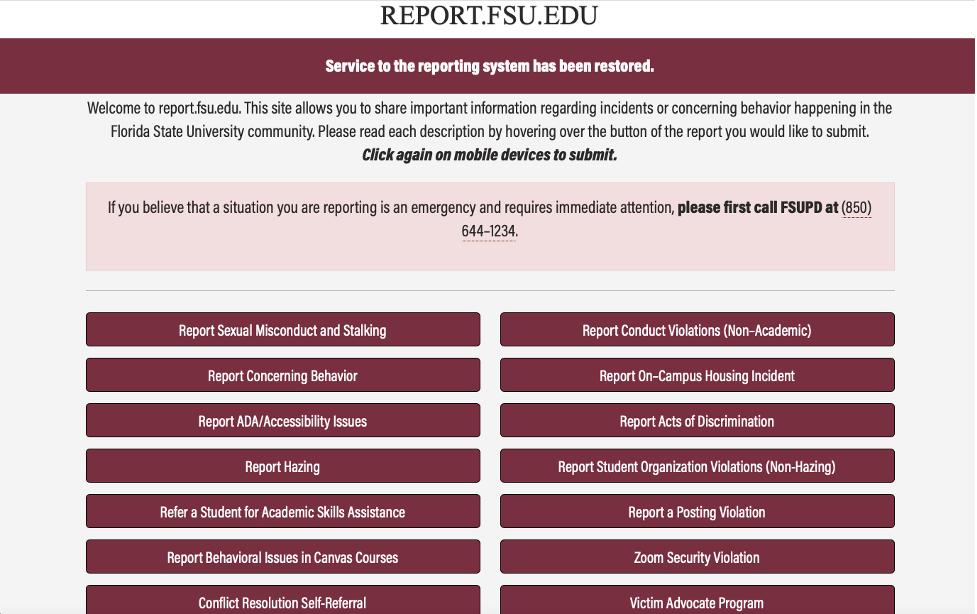 REPORT.FSU.EDU
Service to the reporting system has been restored.
Welcome to report.fsu.edu. This site allows you to share important information regarding incidents or concerning behavior happening in the
Florida State University community. Please read each description by hovering over the button of the report you would like to submit.
Click again on mobile devices to submit.
If you believe that a situation you are reporting is an emergency and requires immediate attention, please first call FSUPD at (850)
644-1234.
Report Sexual Misconduct and Stalking
Report Conduct Violations (Non-Academic)
Report Concerning Behavior
Report On-Campus Housing Incident
Report ADA/Accessibility Issues
Report Acts of Discrimination
Report Hazing
Report Student Organization Violations (Non-Hazing)
Refer a Student for Academic Skills Assistance
Report a Posting Violation
Report Behavioral Issues in Canvas Courses
Zoom Security Violation
Conflict Resolution Self-Referral
Victim Advocate Program